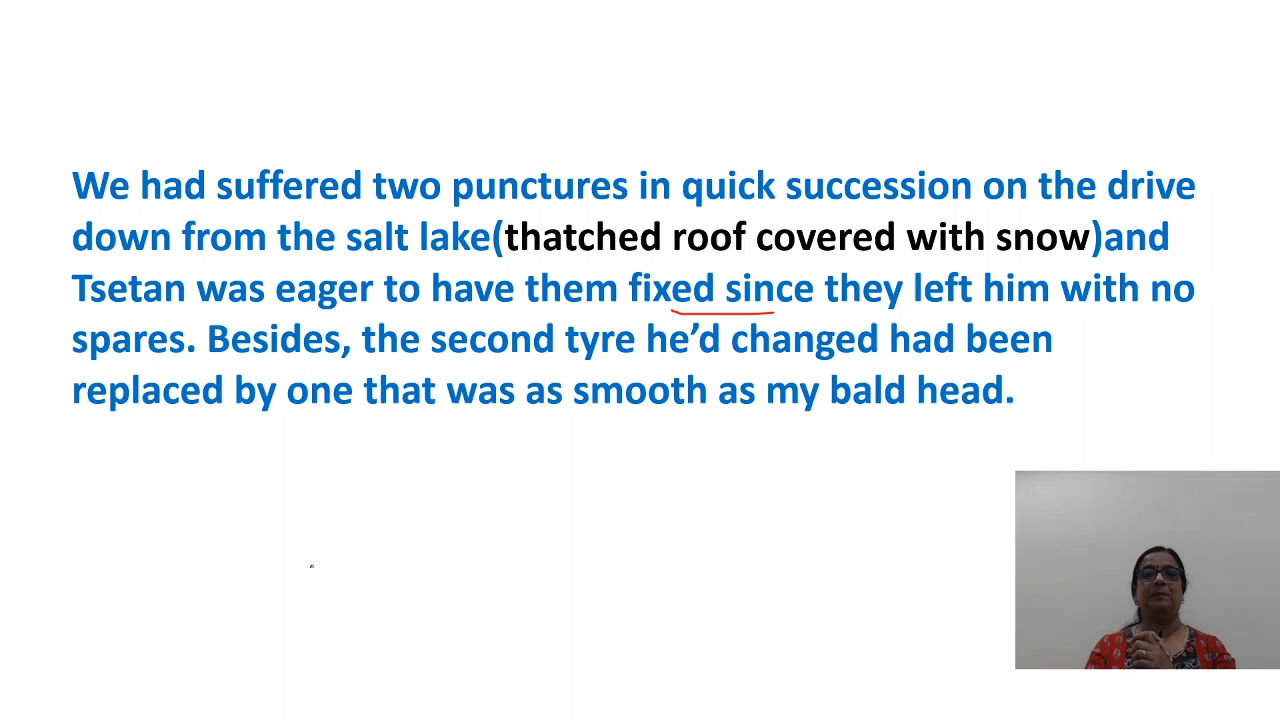 We had suffered two punctures in quick succession on the drive
down from the salt lake(thatched roof covered with snow)and
Tsetan was eager to have them fixed since they left him with no
spares. Besides, the second tyre he’d changed had been
replaced by one that was as smooth as my bald head.